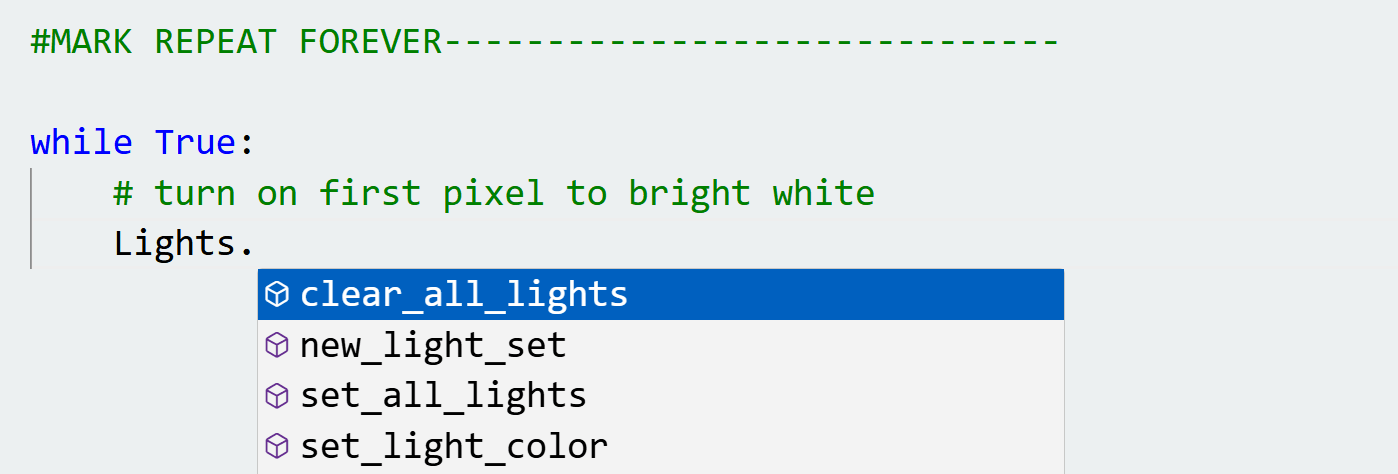 #MARK REPEAT FOREVER------------------------------
while True:
# turn on first pixel to bright white
Lights.
clear_all_lights
new_light_set
set_all_lights
set_light_color